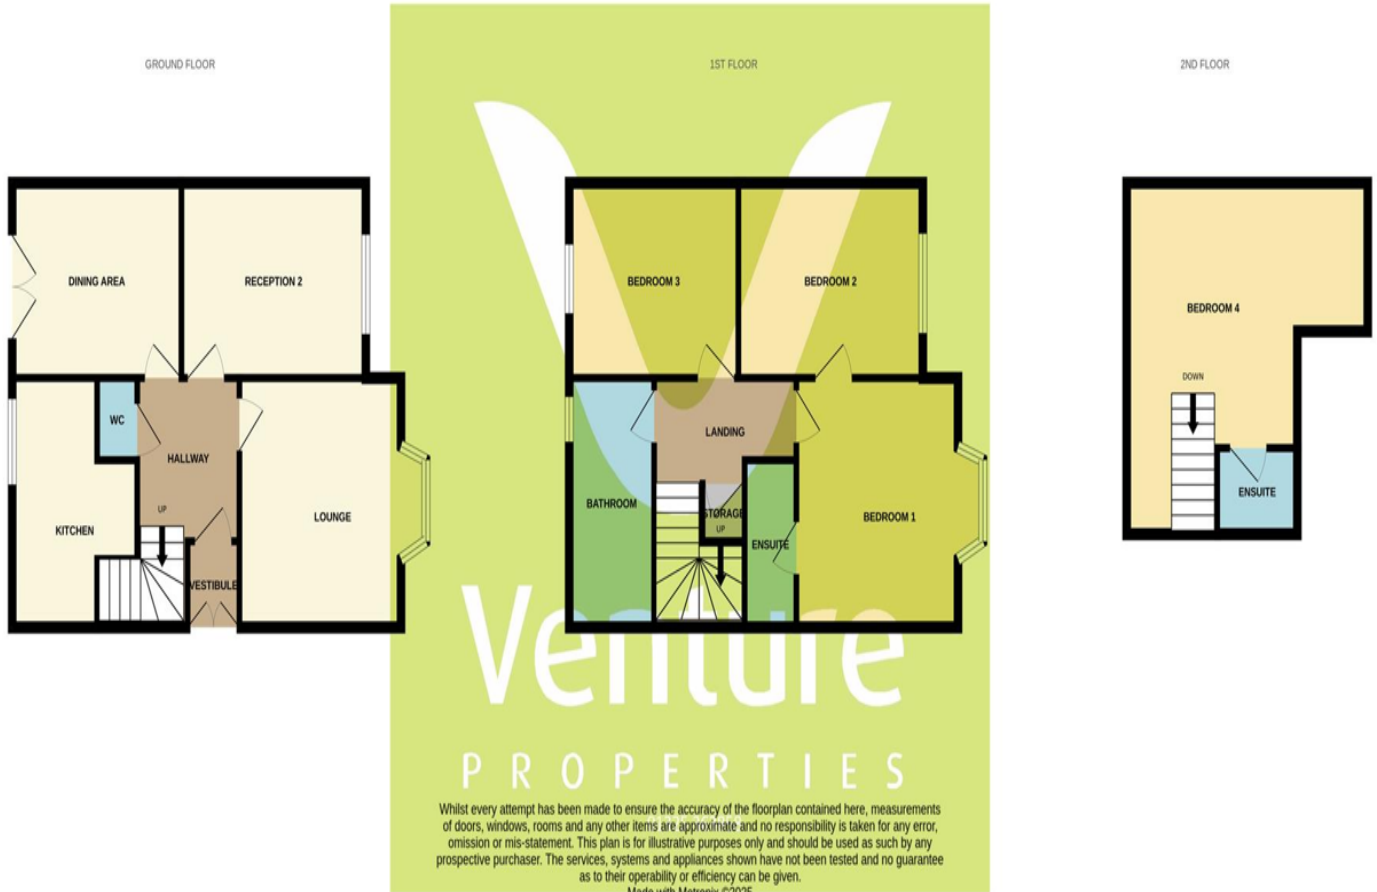 GROUND FLOOR
1ST FLOOR
2ND FLOOR
DINING AREA
RECEPTION 2
WC
HALLWAY
UP
KITCHEN
LOUNGE
VESTIBULE
BEDROOM 3
BEDROOM 2
LANDING
BATHROOM
STORAGE
UP
ENSUITE
BEDROOM 1
BEDROOM 4
DOWN
ENSUITE
Venture
PROPERTIES
Whilst every attempt has been made to ensure the accuracy of the floorplan contained here, measurements
of doors, windows, rooms and any other items are approximate and no responsibility is taken for any error,
omission or mis-statement. This plan is for illustrative purposes only and should be used as such by any
prospective purchaser. The services, systems and appliances shown have not been tested and no guarantee
as to their operability or efficiency can be given.
Made with Metropix ©2025